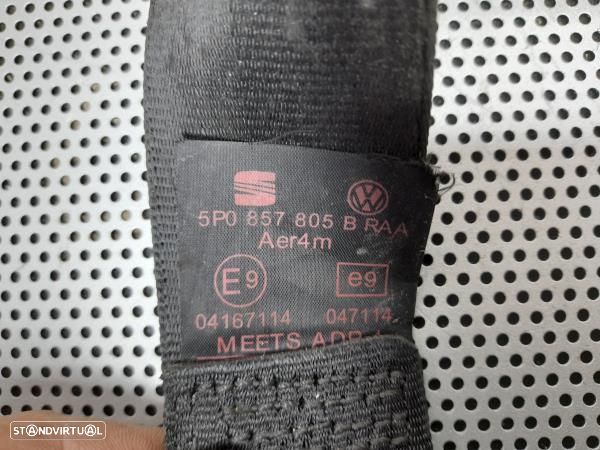 5P0 857 805 B RAA
Aer4m
E9 e9
04167114 047114
MEETS ADR
STANDVIRTUAL